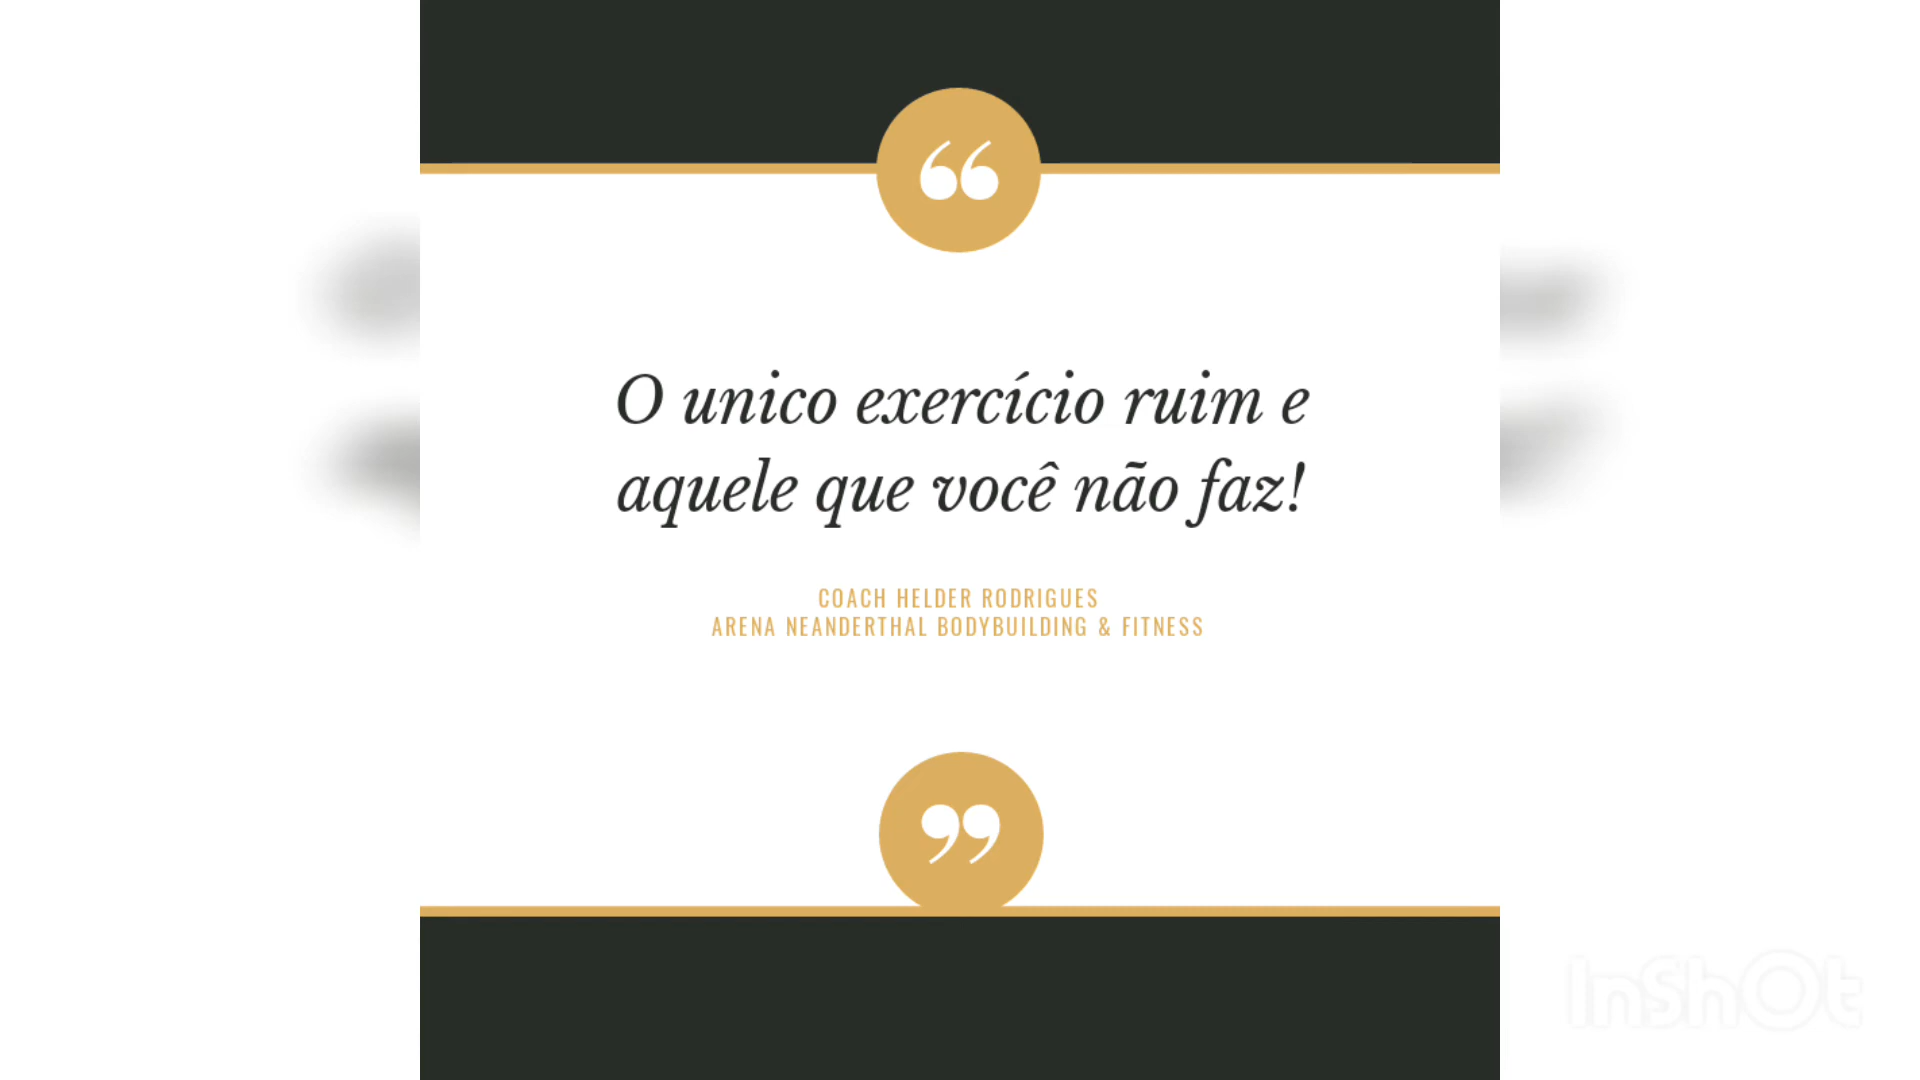 “
O unico exercício ruim e
aquele que você não faz!
COACH HELDER RODRIGUES
ARENA NEANDERTHAL BODYBUILDING & FITNESS
”
InShOt